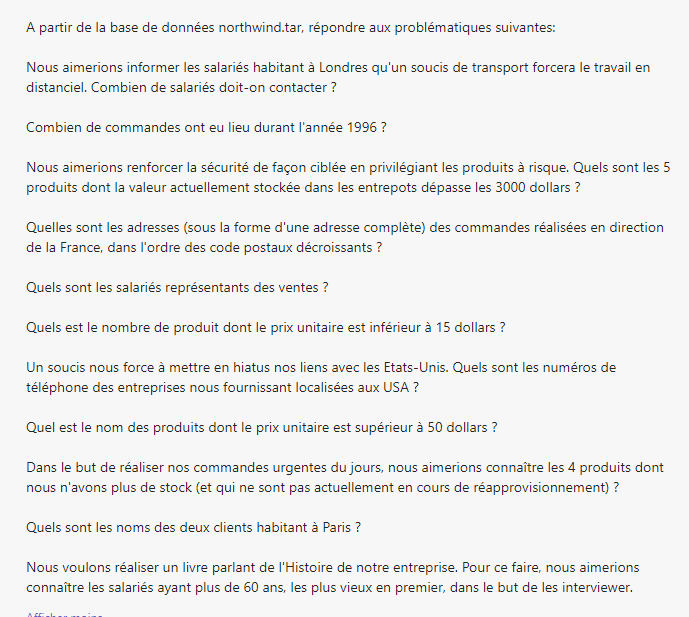 A partir de la base de données northwind.tar, répondre aux problématiques suivantes:
Nous aimerions informer les salariés habitant à Londres qu'un soucis de transport forcera le travail en
distanciel. Combien de salariés doit-on contacter ?
Combien de commandes ont eu lieu durant l'année 1996 ?
Nous aimerions renforcer la sécurité de façon ciblée en privilégiant les produits à risque. Quels sont les 5
produits dont la valeur actuellement stockée dans les entrepots dépasse les 3000 dollars ?
Quelles sont les adresses (sous la forme d'une adresse complète) des commandes réalisées en direction
de la France, dans l'ordre des code postaux décroissants ?
Quels sont les salariés représentants des ventes ?
Quels est le nombre de produit dont le prix unitaire est inférieur à 15 dollars ?
Un soucis nous force à mettre en hiatus nos liens avec les Etats-Unis. Quels sont les numéros de
téléphone des entreprises nous fournissant localisées aux USA ?
Quel est le nom des produits dont le prix unitaire est supérieur à 50 dollars ?
Dans le but de réaliser nos commandes urgentes du jours, nous aimerions connaître les 4 produits dont
nous n'avons plus de stock (et qui ne sont pas actuellement en cours de réapprovisionnement) ?
Quels sont les noms des deux clients habitant à Paris ?
Nous voulons réaliser un livre parlant de l'Histoire de notre entreprise. Pour ce faire, nous aimerions
connaître les salariés ayant plus de 60 ans, les plus vieux en premier, dans le but de les interviewer.
Afficher moins